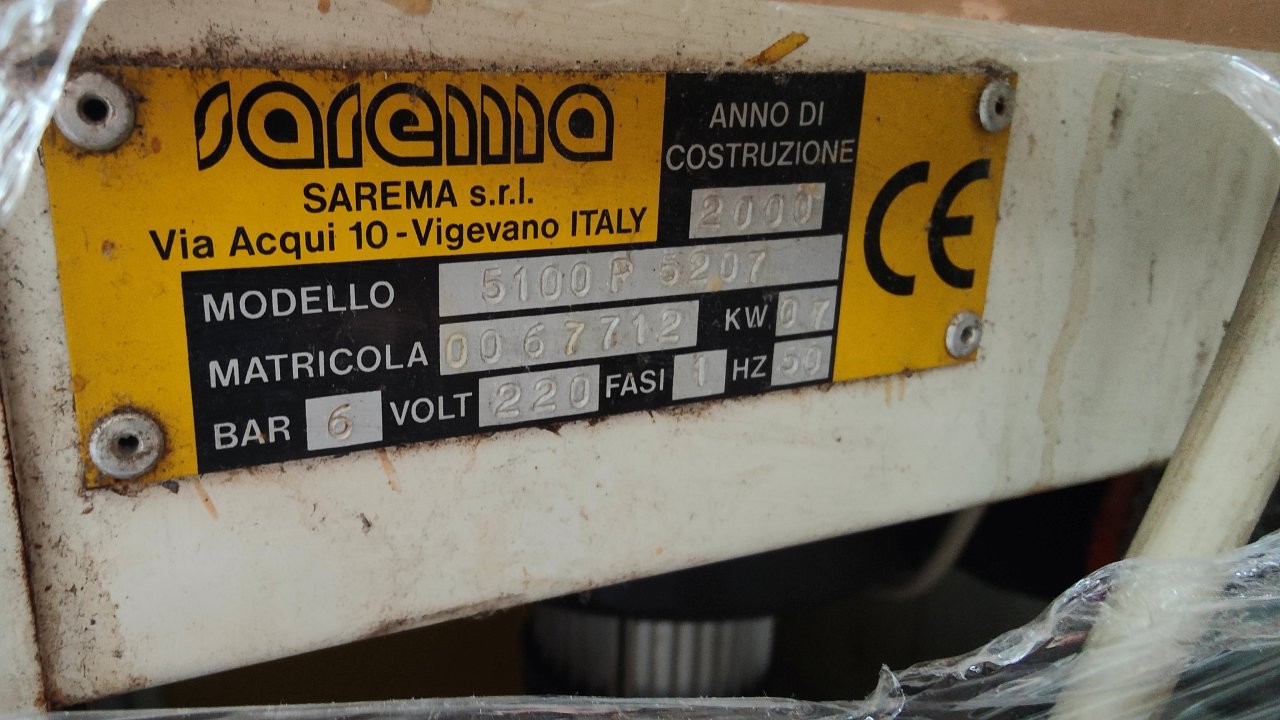 sarema
SAREMA s.r.l.
Via Acqui 10 - Vigevano ITALY
ANNO DI
COSTRUZIONE
2000
CE
MODELLO 5100 P 5207
MATRICOLA 0067712 KW 07
BAR 6 VOLT 220 FASI 1 HZ 50